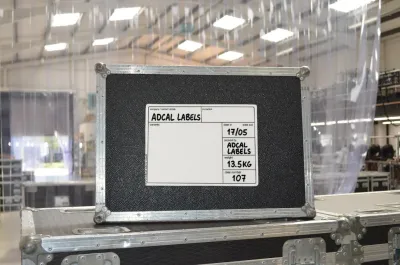 ADCAL LABELS
17/05
ADCAL
LABELS
13.5KG
107